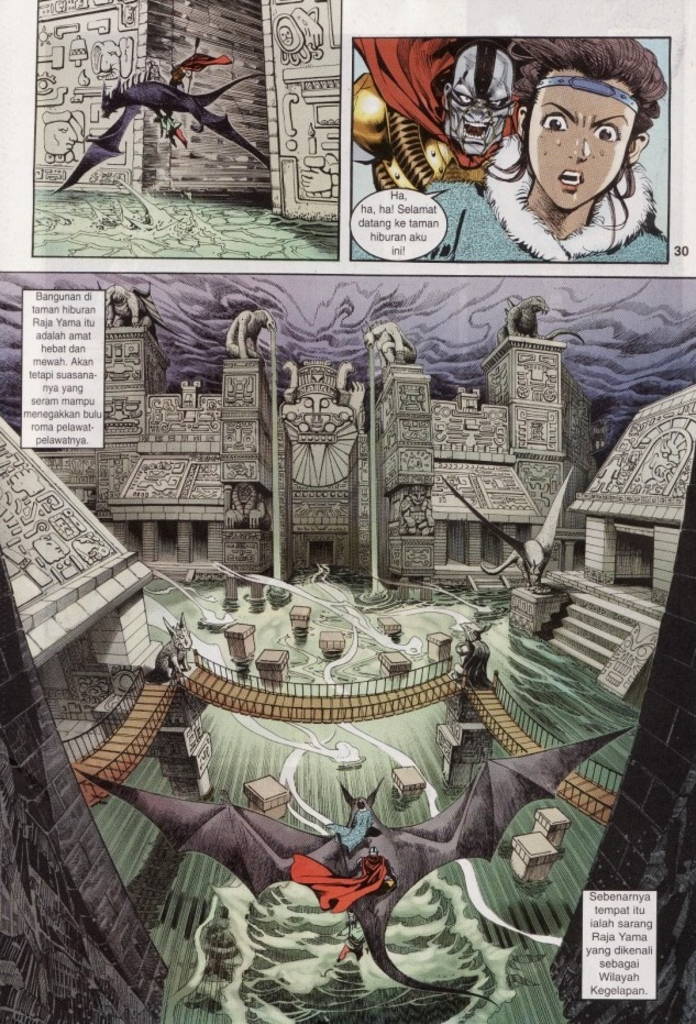 Ha,
ha, ha! Selamat
datang ke taman
hiburan aku
ini!
30
Bangunan di
taman hiburan
Raja Yama itu
adalah amat
hebat dan
mewah. Akan
tetapi suasana-
nya yang
seram mampu
menegakkan bulu
roma pelawat-
pelawatnya.
Sebenarnya
tempat itu
ialah sarang
Raja Yama
yang dikenali
sebagai
Wilayah
Kegelapan.